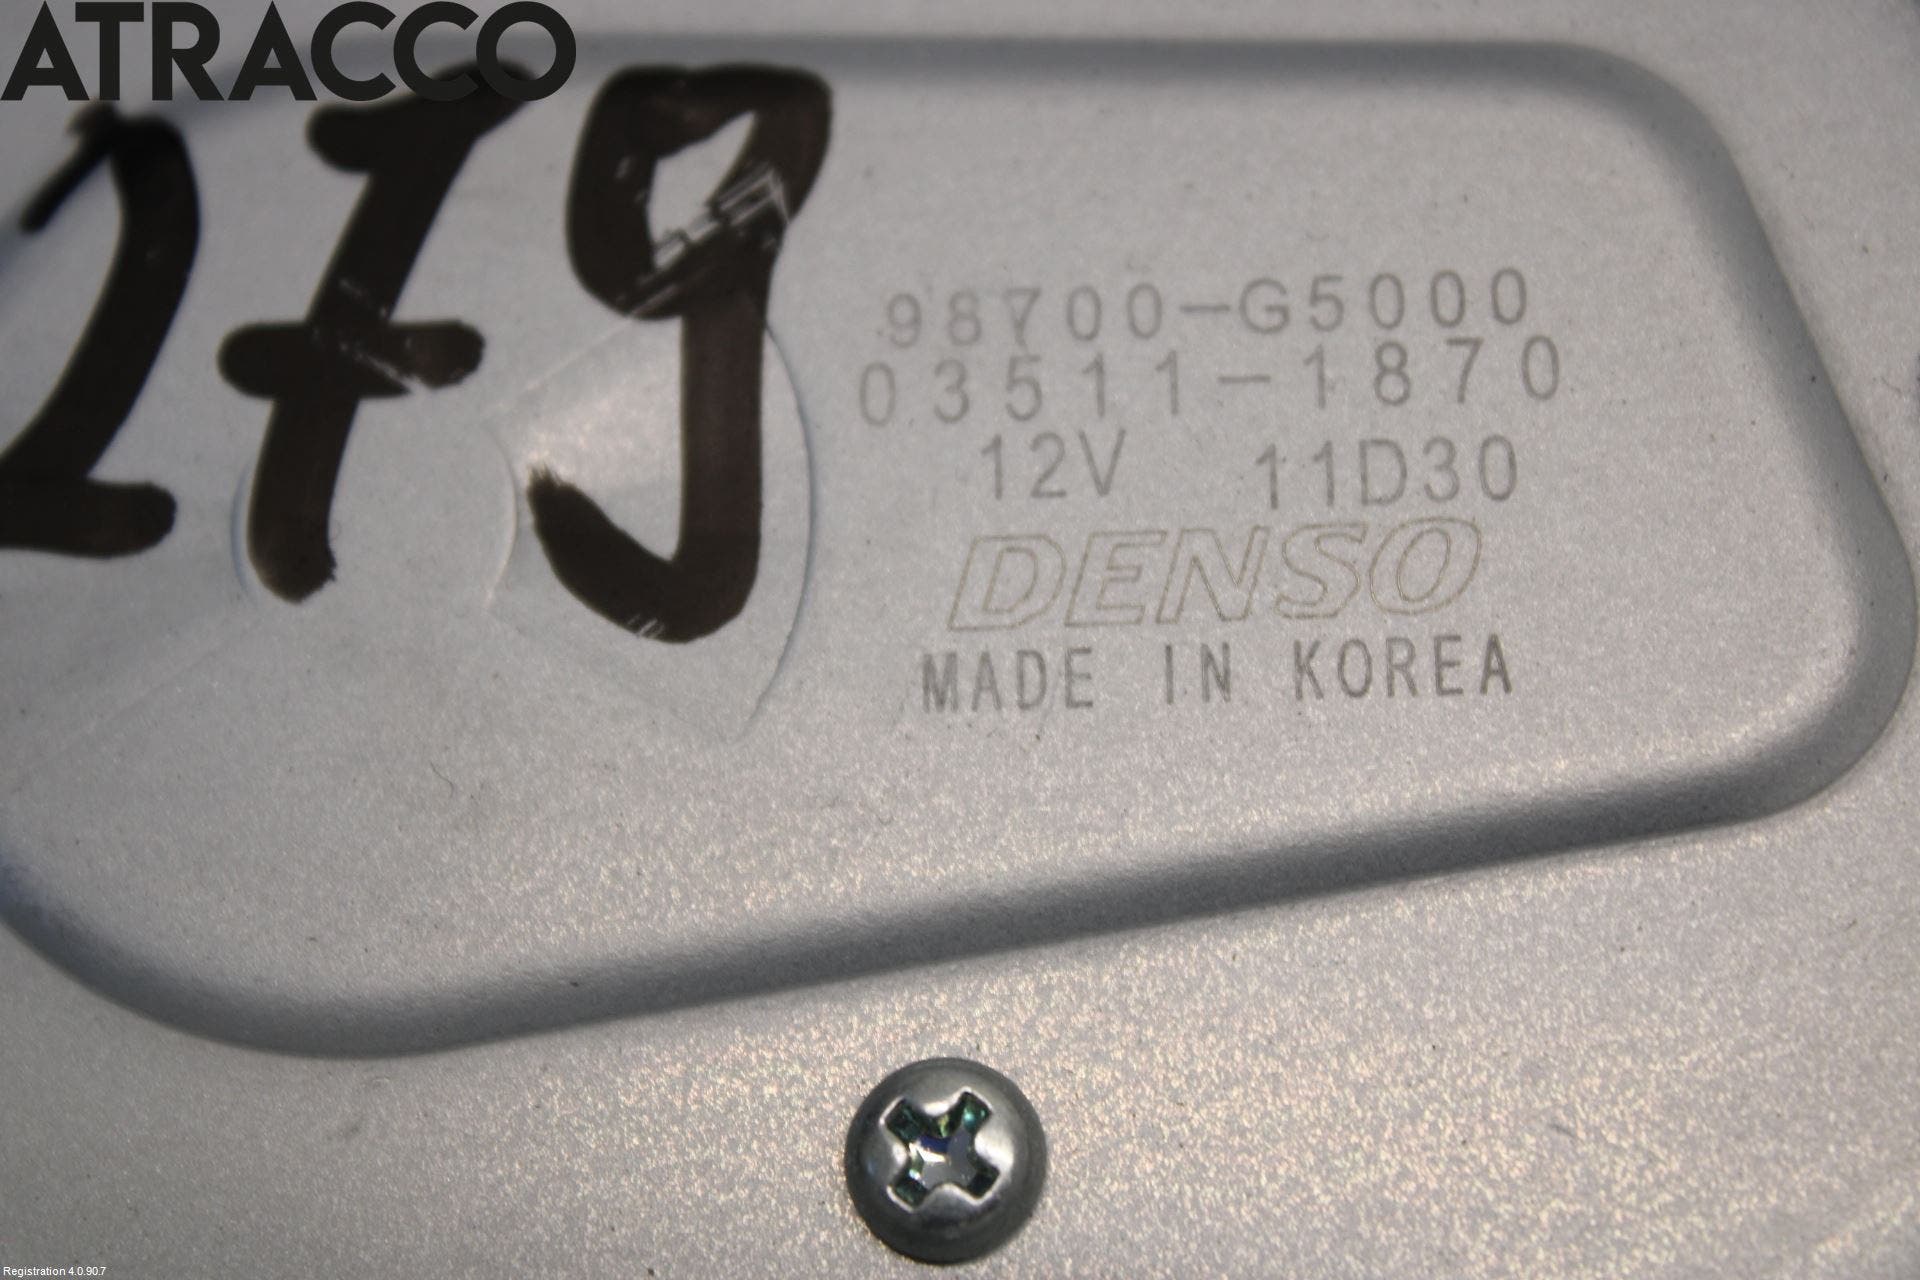 ATRACCO
279
98700-G5000
03511-1870
12V 11D30
DENSO
MADE IN KOREA
Registration 4.0.90.7